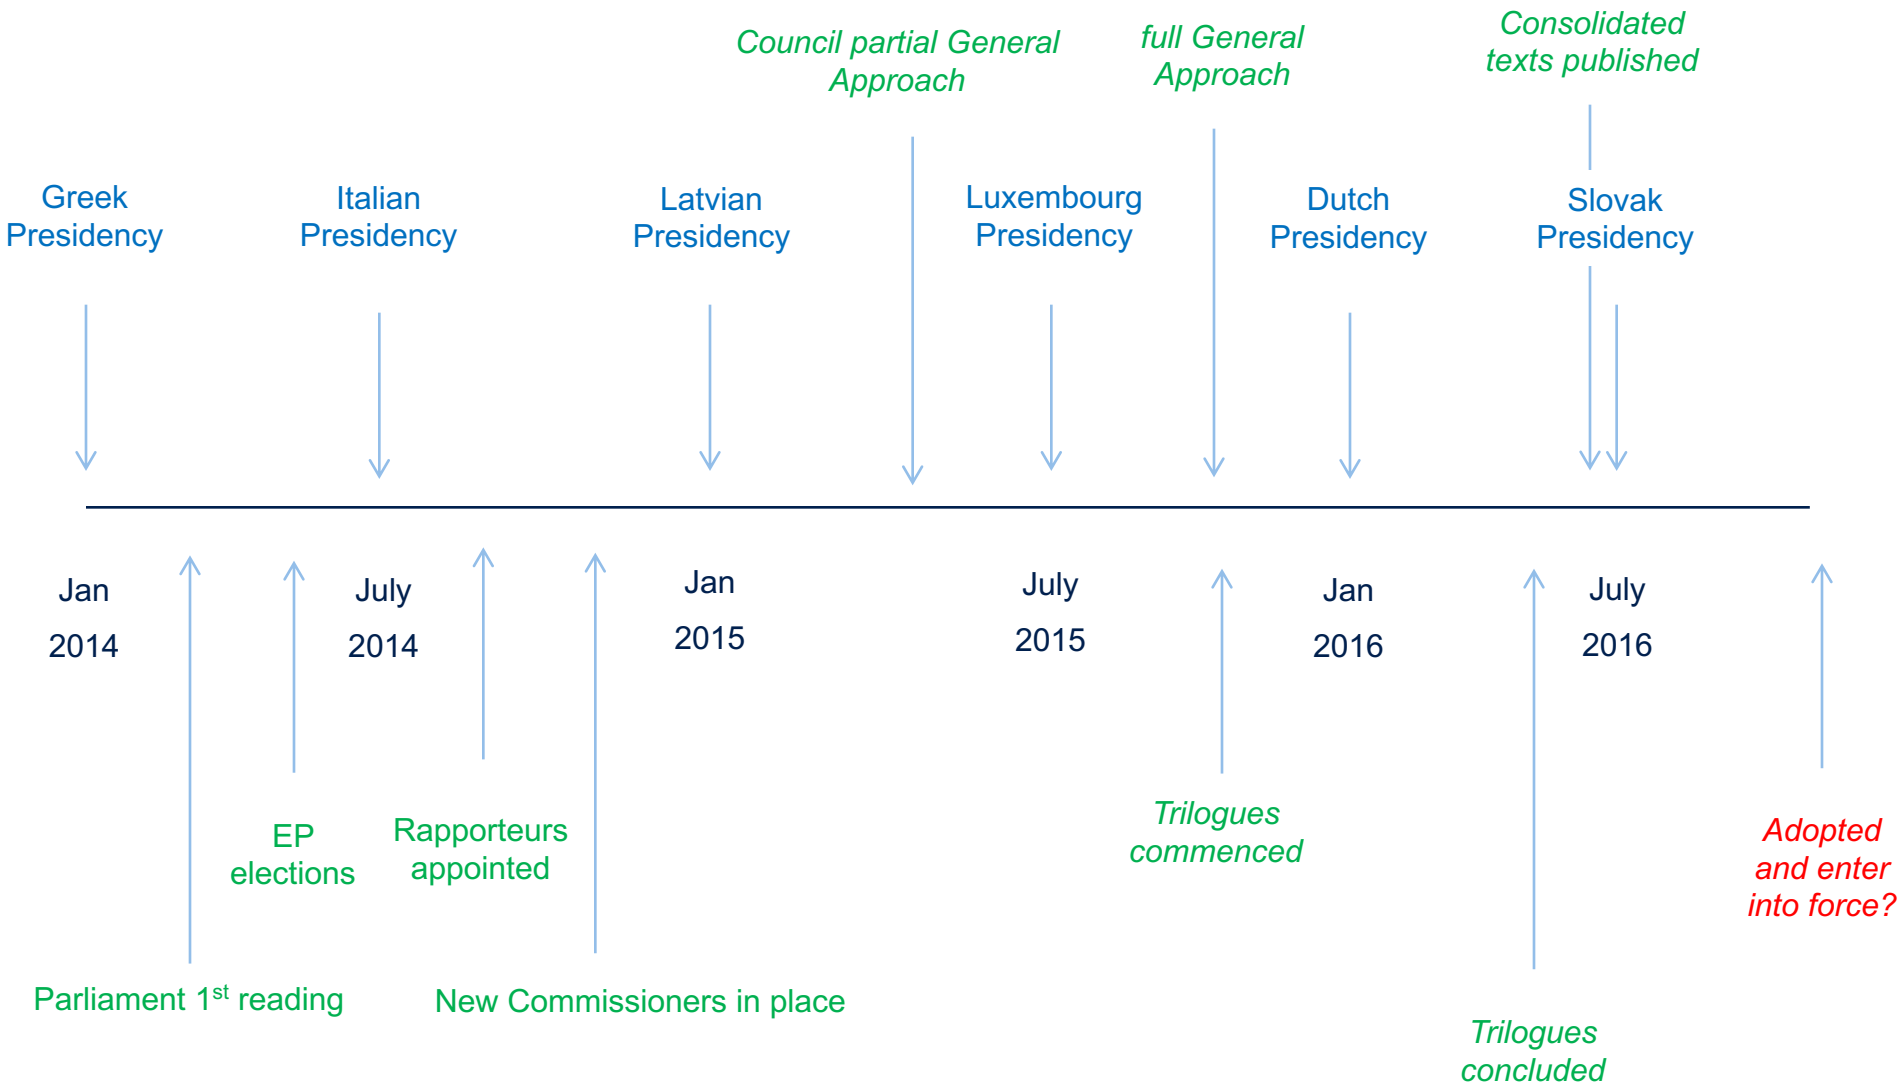 Council partial General
Approach
full General
Approach
Consolidated
texts published
Greek
Presidency
Italian
Presidency
Latvian
Presidency
Luxembourg
Presidency
Dutch
Presidency
Slovak
Presidency
Jan
2014
July
2014
Jan
2015
July
2015
Jan
2016
July
2016
EP
elections
Rapporteurs
appointed
Trilogues
commenced
Adopted
and enter
into force?
Parliament 1st reading
New Commissioners in place
Trilogues
concluded